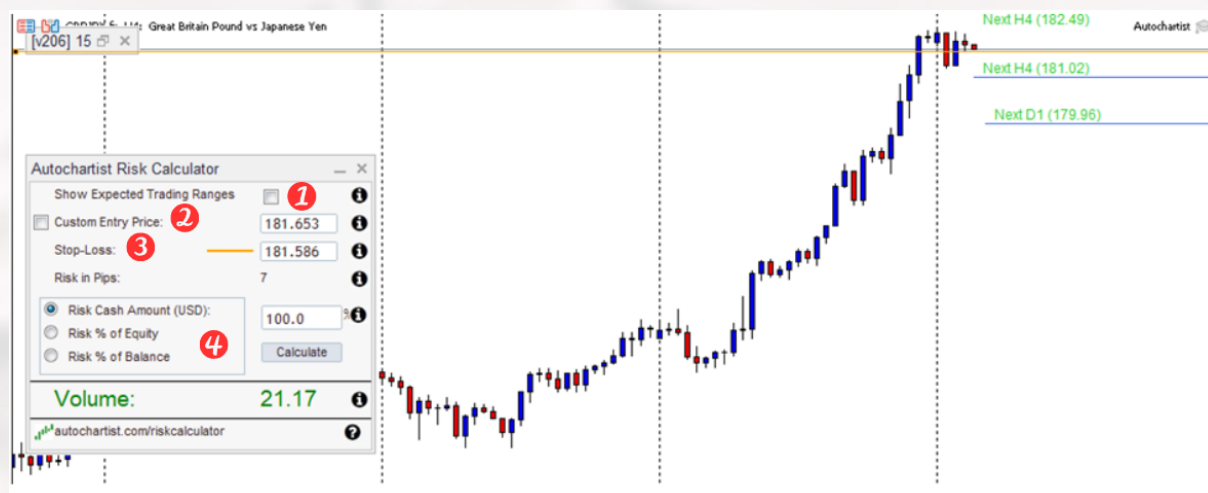 Great Britain Pound vs Japanese Yen
[v206] 15
Next H4 (182.49)
Autochartist
Next H4 (181.02)
Next D1 (179.96)
Autochartist Risk Calculator
Show Expected Trading Ranges 1
Custom Entry Price: 2 181.653
Stop-Loss: 3 181.586
Risk in Pips: 7
Risk Cash Amount (USD): 100.0 %
Risk % of Equity
Risk % of Balance 4 Calculate
Volume: 21.17
autochartist.com/riskcalculator